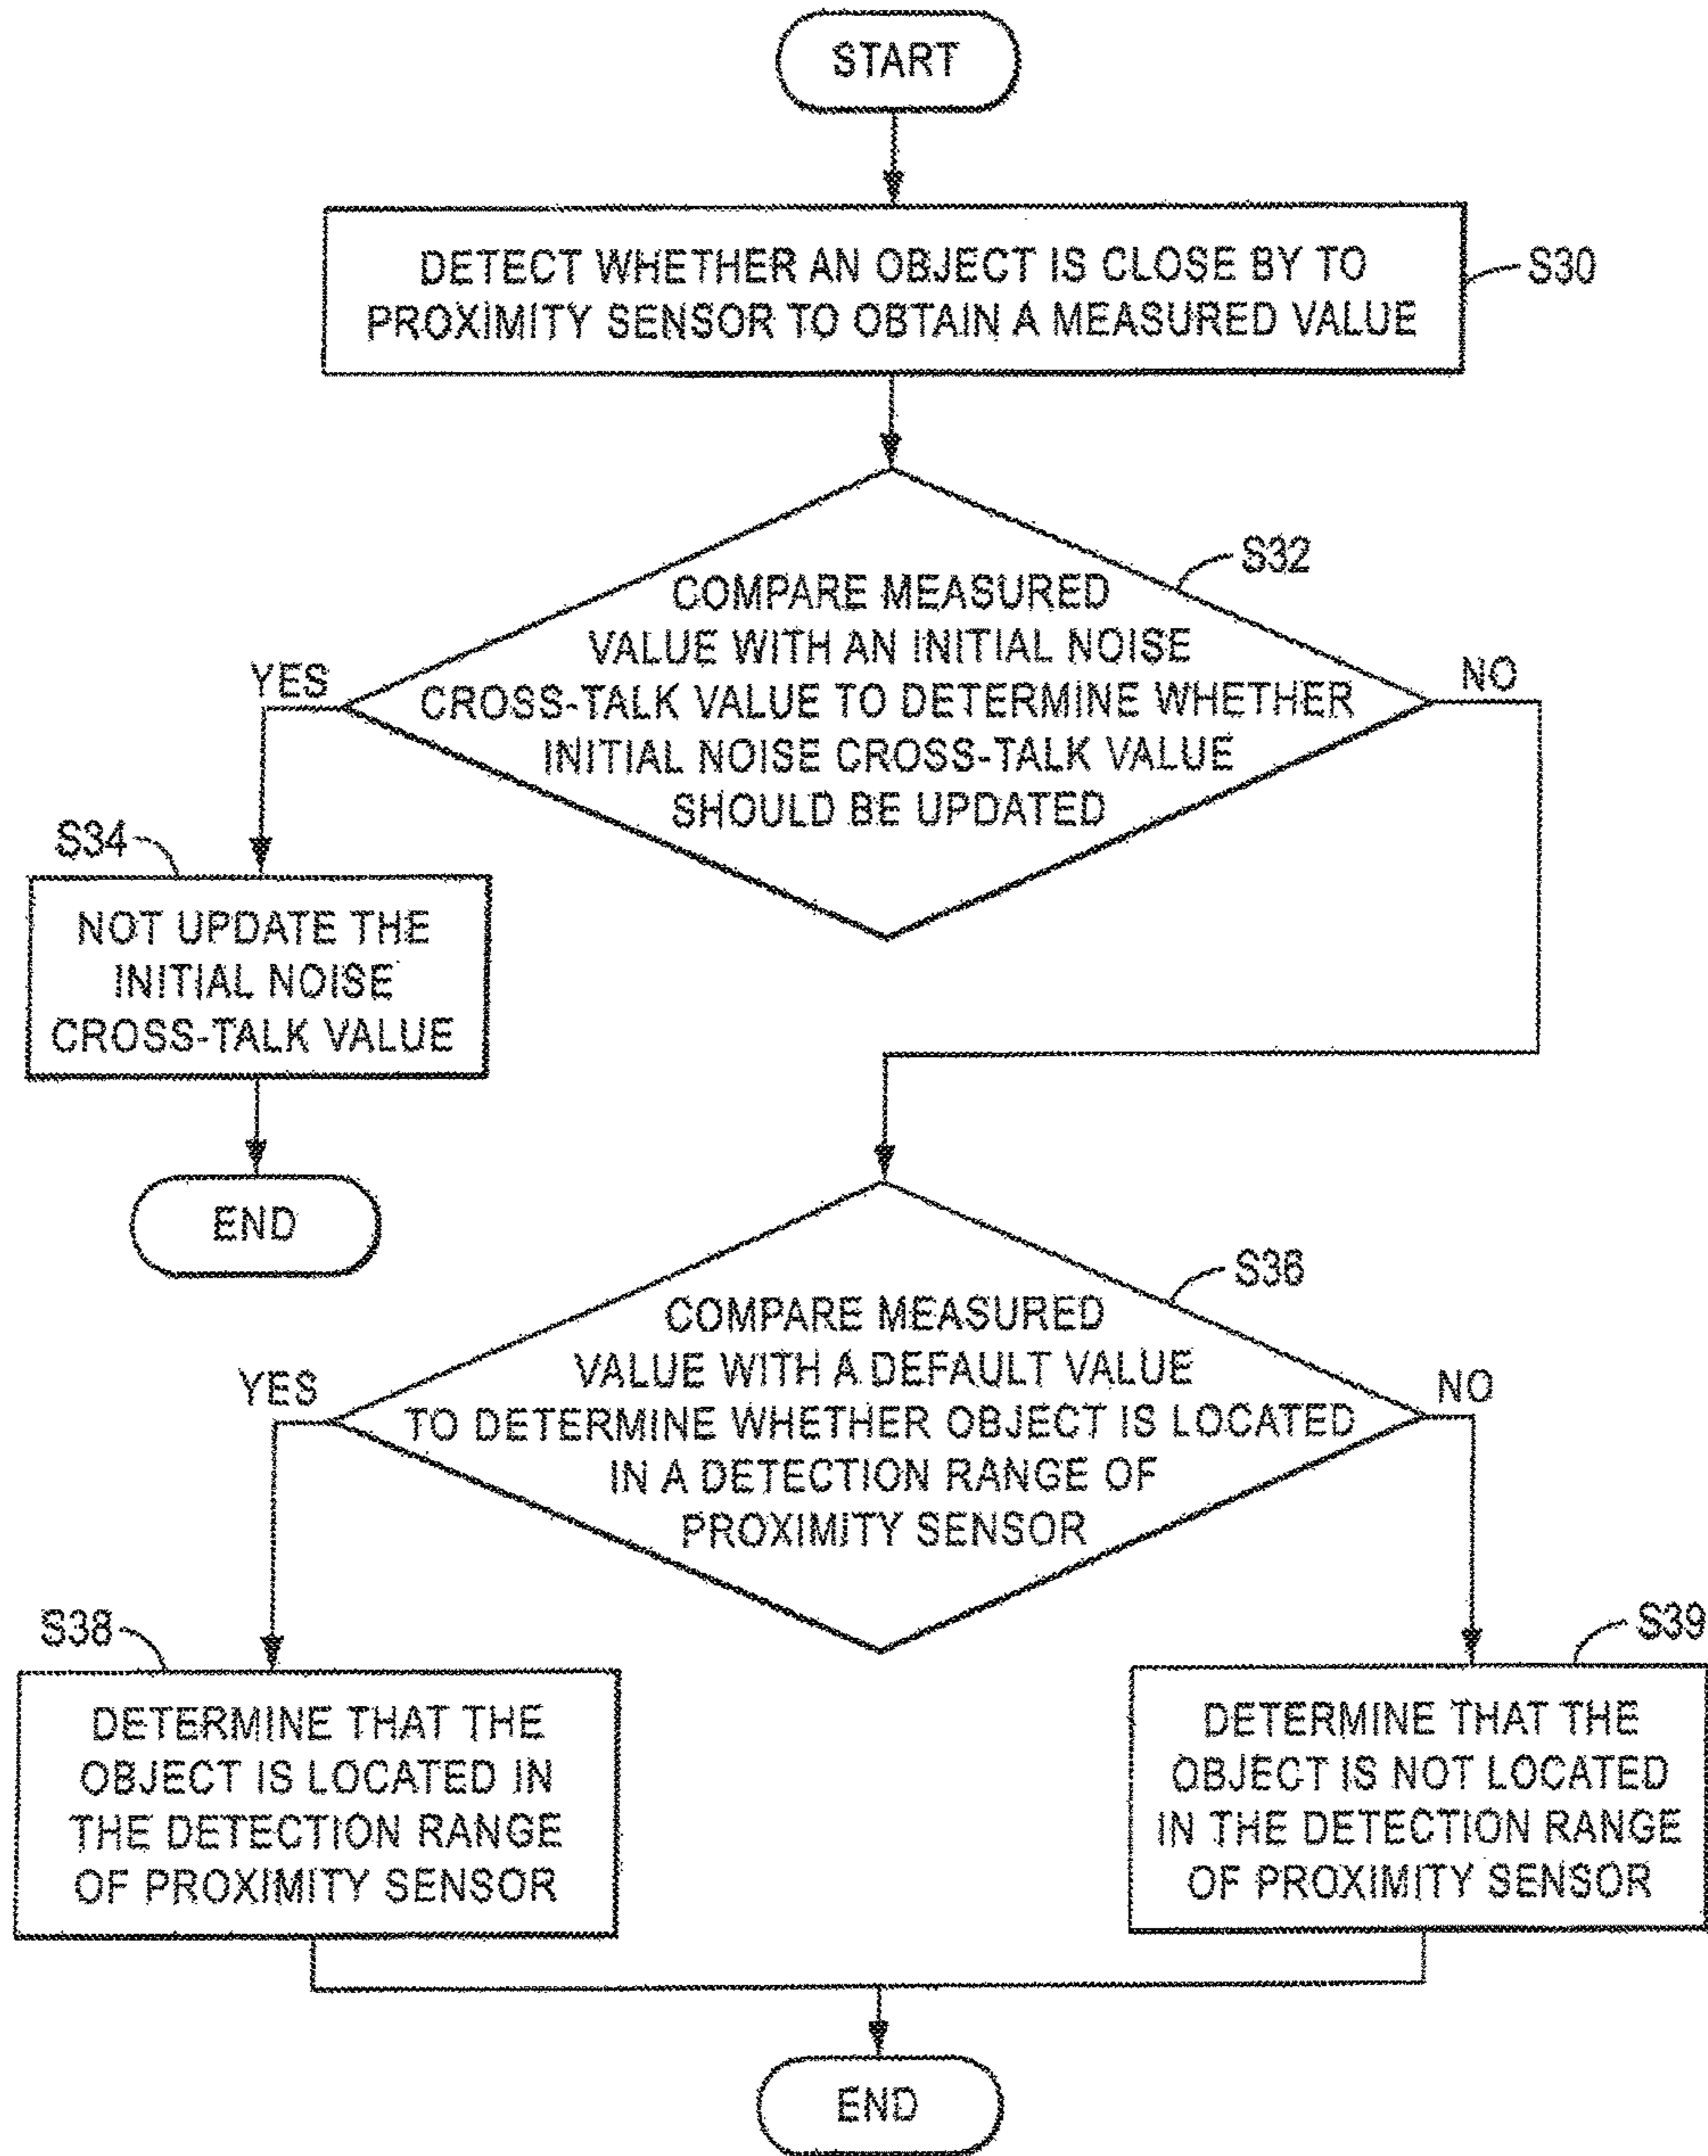 START
DETECT WHETHER AN OBJECT IS CLOSE BY TO
PROXIMITY SENSOR TO OBTAIN A MEASURED VALUE
S30
S32
COMPARE MEASURED
VALUE WITH AN INITIAL NOISE
CROSS-TALK VALUE TO DETERMINE WHETHER
INITIAL NOISE CROSS-TALK VALUE
SHOULD BE UPDATED
YES
NO
S34
NOT UPDATE THE
INITIAL NOISE
CROSS-TALK VALUE
END
S36
COMPARE MEASURED
VALUE WITH A DEFAULT VALUE
TO DETERMINE WHETHER OBJECT IS LOCATED
IN A DETECTION RANGE OF
PROXIMITY SENSOR
YES
NO
S38
DETERMINE THAT THE
OBJECT IS LOCATED IN
THE DETECTION RANGE
OF PROXIMITY SENSOR
S39
DETERMINE THAT THE
OBJECT IS NOT LOCATED
IN THE DETECTION RANGE
OF PROXIMITY SENSOR
END